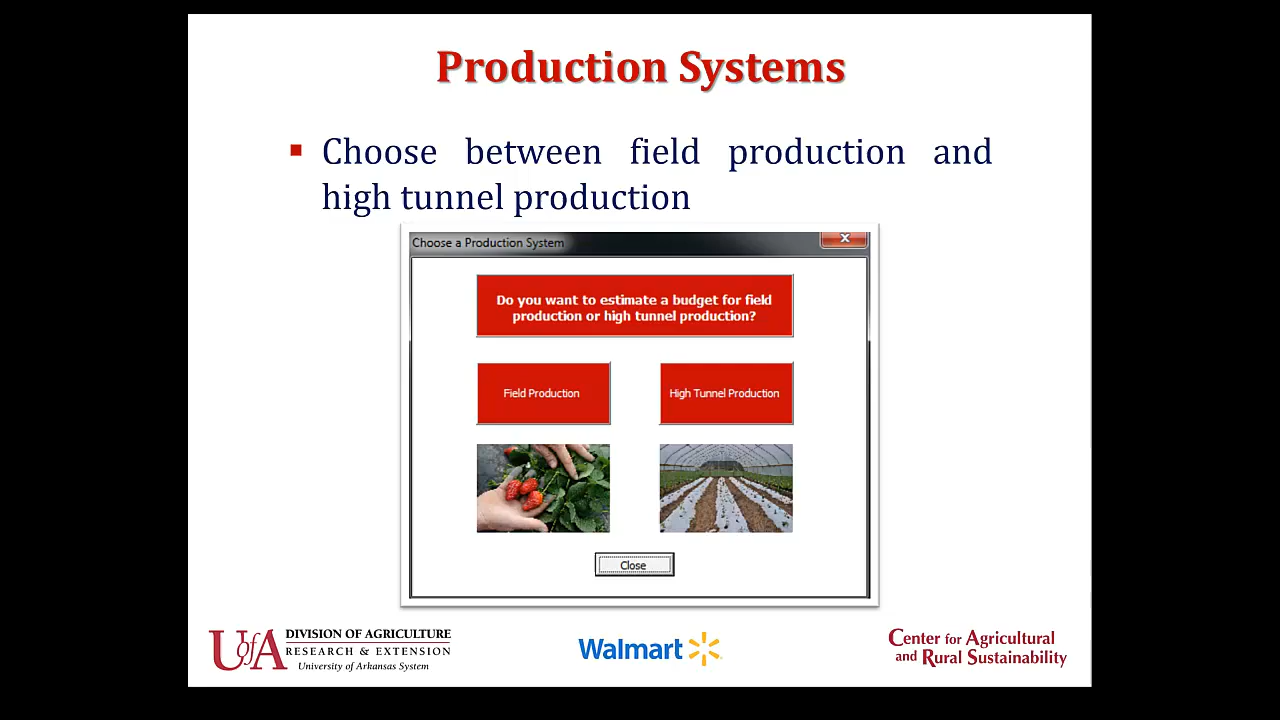 Production Systems
Choose between field production and
high tunnel production
Choose a Production System
Do you want to estimate a budget for field
production or high tunnel production?
Field Production
High Tunnel Production
Close
UofA
DIVISION OF AGRICULTURE
RESEARCH & EXTENSION
University of Arkansas System
Walmart
Center for Agricultural
and Rural Sustainability